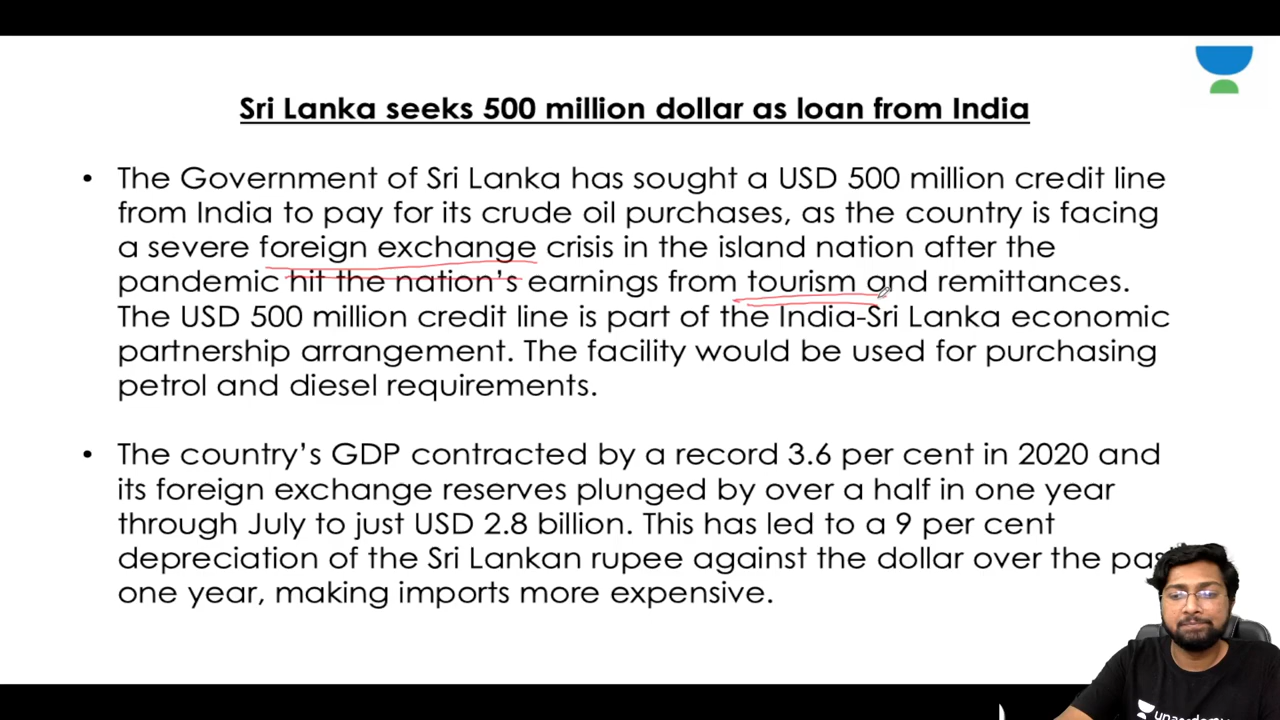 Sri Lanka seeks 500 million dollar as loan from India
• The Government of Sri Lanka has sought a USD 500 million credit line
from India to pay for its crude oil purchases, as the country is facing
a severe foreign exchange crisis in the island nation after the
pandemic hit the nation's earnings from tourism and remittances.
The USD 500 million credit line is part of the India-Sri Lanka economic
partnership arrangement. The facility would be used for purchasing
petrol and diesel requirements.
• The country's GDP contracted by a record 3.6 per cent in 2020 and
its foreign exchange reserves plunged by over a half in one year
through July to just USD 2.8 billion. This has led to a 9 per cent
depreciation of the Sri Lankan rupee against the dollar over the pas
one year, making imports more expensive.